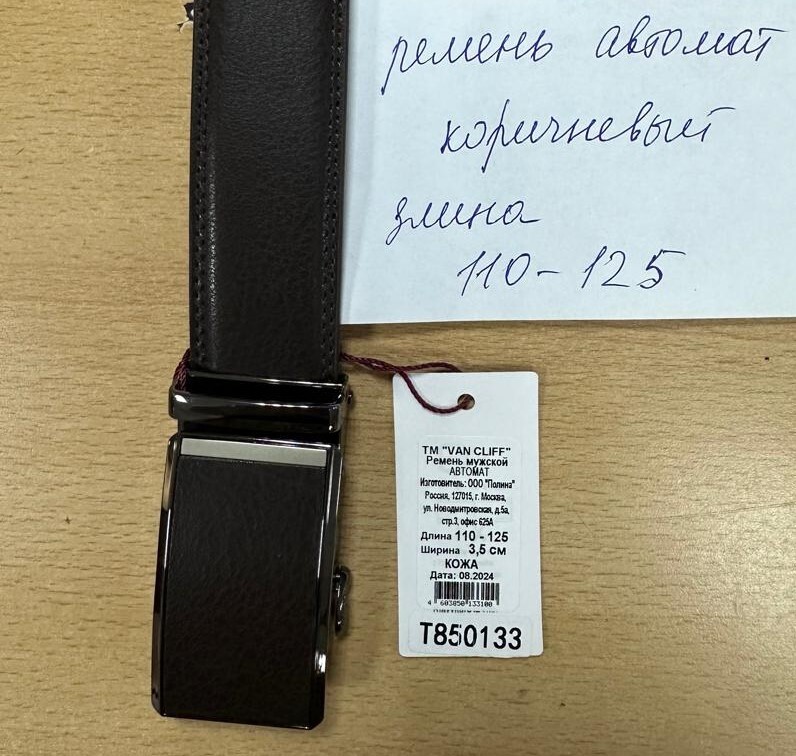 ремень автомат
коричневый
длина
110-125
ТМ "VAN CLIFF"
Ремень мужской
АВТОМАТ
Изготовитель: ООО "Полина"
Россия, 127015, г. Москва,
ул. Новодмитровская, д.5а,
стр.3, офис 625А
Длина 110 - 125
Ширина 3,5 см
КОЖА
Дата: 08.2024
4 603850 133100
Т850133